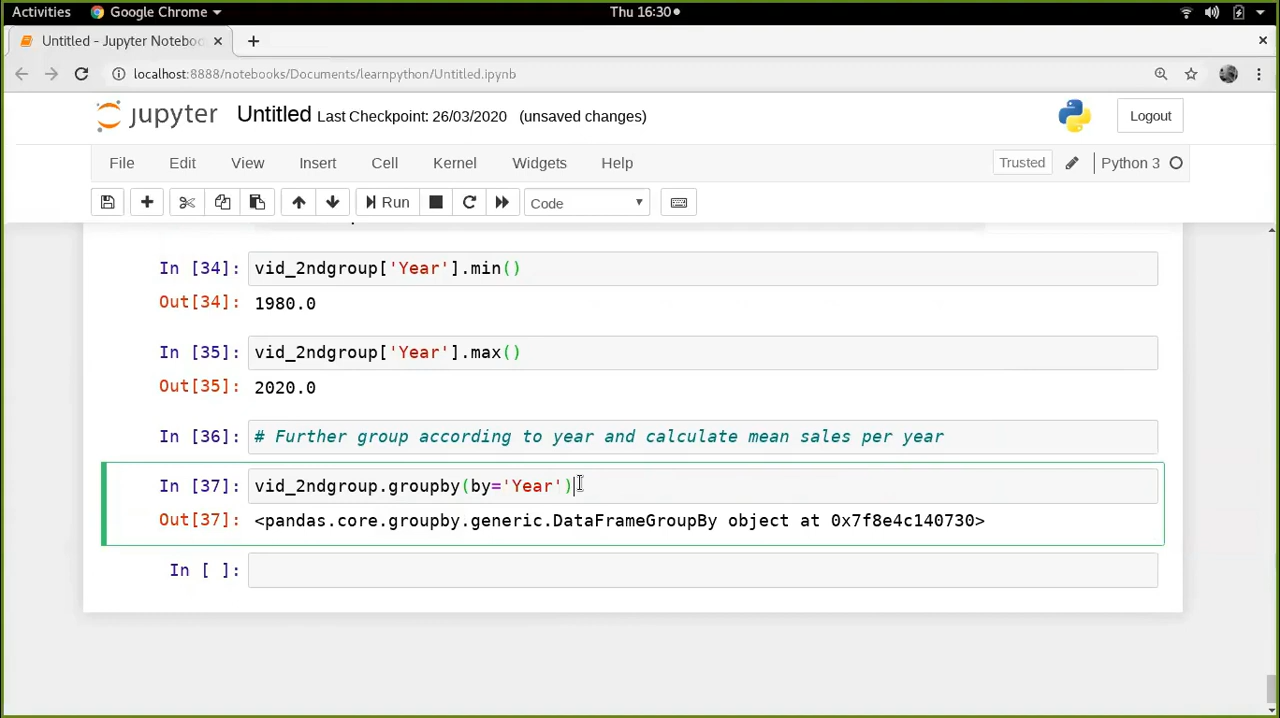 Activities Google Chrome Thu 16:30
Untitled - Jupyter Notebo
localhost:8888/notebooks/Documents/learnpython/Untitled.ipynb
jupyter Untitled Last Checkpoint: 26/03/2020 (unsaved changes) Logout
File Edit View Insert Cell Kernel Widgets Help Trusted Python 3
Run Code
In [34]: vid_2ndgroup['Year'].min()
Out[34]: 1980.0
In [35]: vid_2ndgroup['Year'].max()
Out[35]: 2020.0
In [36]: # Further group according to year and calculate mean sales per year
In [37]: vid_2ndgroup.groupby(by='Year')
Out[37]: <pandas.core.groupby.generic.DataFrameGroupBy object at 0x7f8e4c140730>
In [ ]: